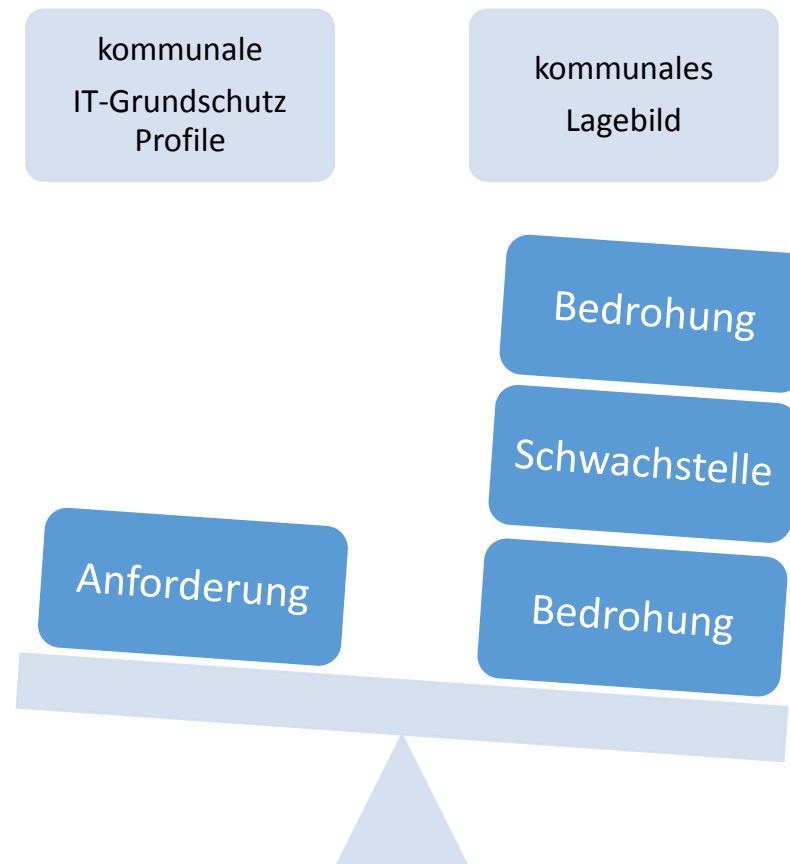 kommunale
IT-Grundschutz
Profile
kommunales
Lagebild
Bedrohung
Schwachstelle
Anforderung
Bedrohung